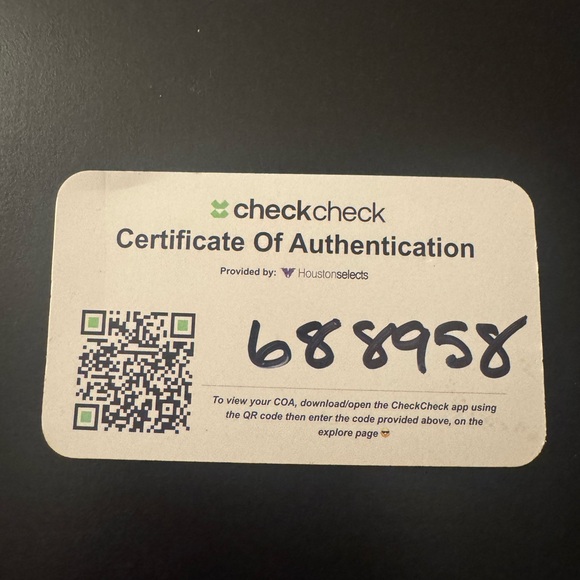 checkcheck
Certificate Of Authentication
Provided by: Houstonselects
688958
To view your COA, download/open the CheckCheck app using
the QR code then enter the code provided above, on the
explore page 😎